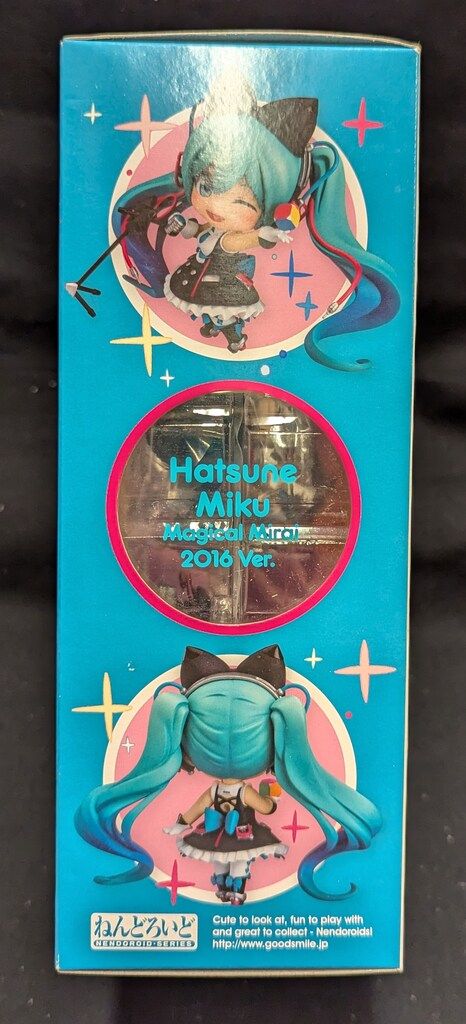 Hatsune
Miku
Magical Mirai
2016 Ver.
ねんどろいど
NENDOROID-SERIES
Cute to look at, fun to play with
and great to collect - Nendoroids!
http://www.goodsmile.jp